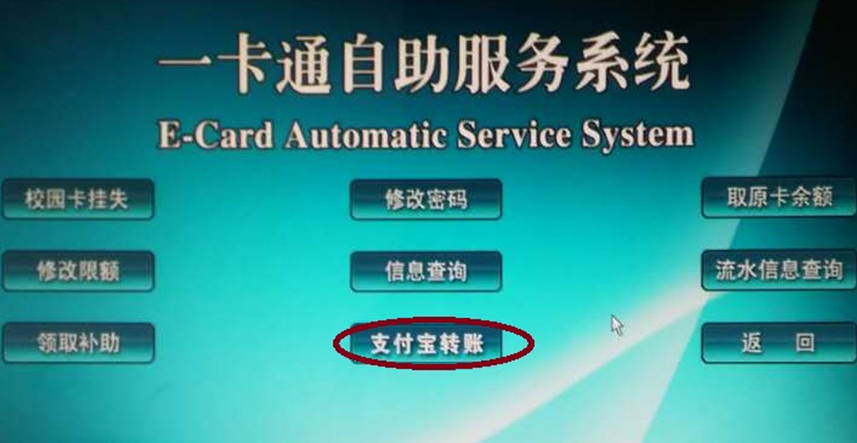 一卡通自助服务系统
E-Card Automatic Service System
校园卡挂失 修改密码 取原卡余额
修改限额 信息查询 流水信息查询
领取补助 支付宝转账 返 回